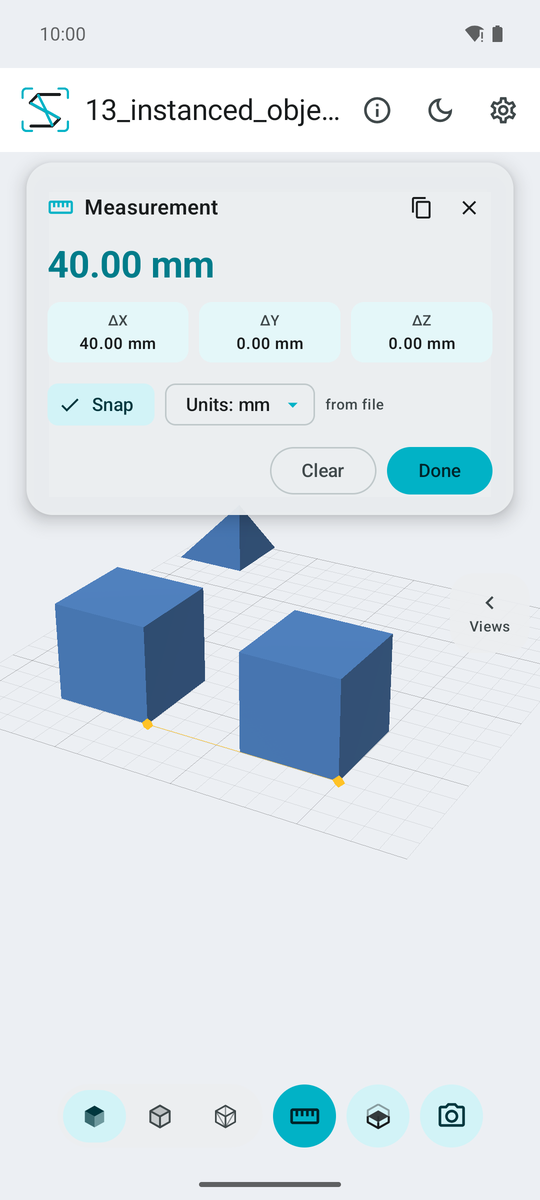 10:00
13_instanced_obje…
Measurement
40.00 mm
ΔX
40.00 mm
ΔY
0.00 mm
ΔZ
0.00 mm
Snap
Units: mm
from file
Clear
Done
Views